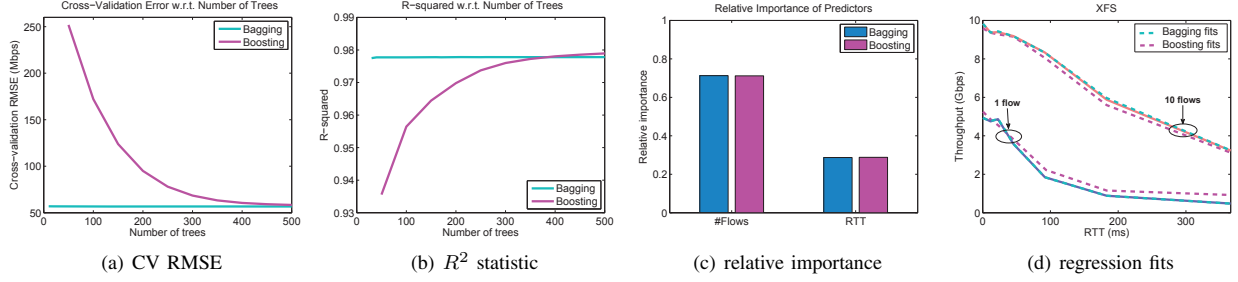 Cross-Validation Error w.r.t. Number of Trees
Bagging
Boosting
250
200
150
100
50
0
100
200
300
400
500
Cross-validation RMSE (Mbps)
Number of trees
(a) CV RMSE
R-squared w.r.t. Number of Trees
0.99
0.98
0.97
0.96
0.95
0.94
0.93
0
100
200
300
400
500
R-squared
Number of trees
Bagging
Boosting
(b) R² statistic
Relative Importance of Predictors
Bagging
Boosting
1
0.8
0.6
0.4
0.2
0
Relative importance
#Flows
RTT
(c) relative importance
XFS
Bagging fits
Boosting fits
10
8
6
4
2
0
0
100
200
300
Throughput (Gbps)
RTT (ms)
1 flow
10 flows
(d) regression fits